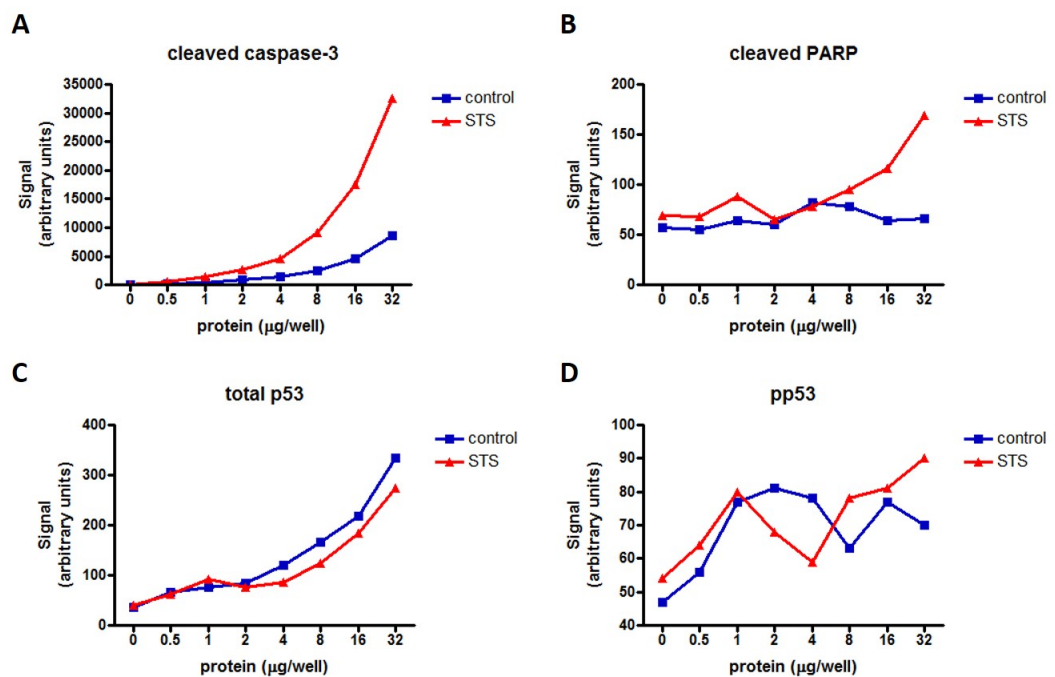 A
cleaved caspase-3
35000
30000
25000
20000
15000
10000
5000
0
Signal
(arbitrary units)
0 0.5 1 2 4 8 16 32
protein (μg/well)
control
STS
B
cleaved PARP
200
150
100
50
0
Signal
(arbitrary units)
0 0.5 1 2 4 8 16 32
protein (μg/well)
control
STS
C
total p53
400
300
200
100
0
Signal
(arbitrary units)
0 0.5 1 2 4 8 16 32
protein (μg/well)
control
STS
D
pp53
100
90
80
70
60
50
40
Signal
(arbitrary units)
0 0.5 1 2 4 8 16 32
protein (μg/well)
control
STS